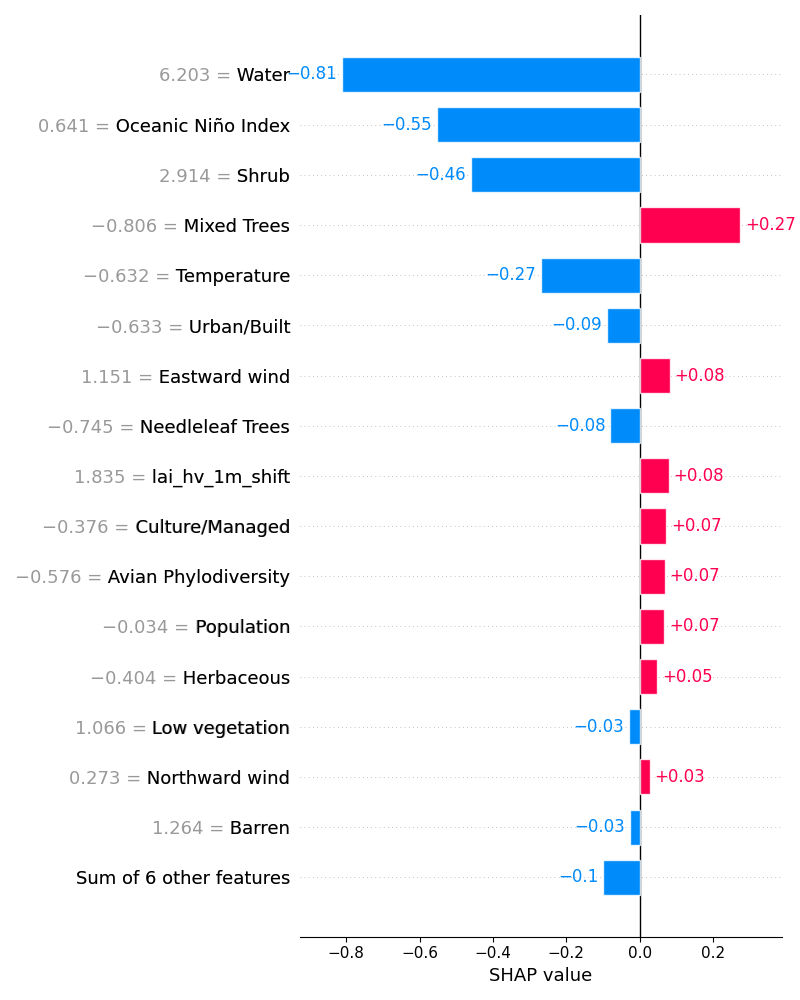 6.203 = Water −0.81
0.641 = Oceanic Niño Index −0.55
2.914 = Shrub −0.46
−0.806 = Mixed Trees +0.27
−0.632 = Temperature −0.27
−0.633 = Urban/Built −0.09
1.151 = Eastward wind +0.08
−0.745 = Needleleaf Trees −0.08
1.835 = lai_hv_1m_shift +0.08
−0.376 = Culture/Managed +0.07
−0.576 = Avian Phylodiversity +0.07
−0.034 = Population +0.07
−0.404 = Herbaceous +0.05
1.066 = Low vegetation −0.03
0.273 = Northward wind +0.03
1.264 = Barren −0.03
Sum of 6 other features −0.1
−0.8 −0.6 −0.4 −0.2 0.0 0.2
SHAP value